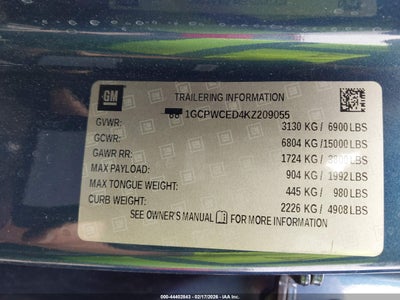 GM
TRAILERING INFORMATION
1GCPWCED4KZ209055
GVWR: 3130 KG / 6900 LBS
GCWR: 6804 KG / 15000 LBS
GAWR RR: 1724 KG / LBS
MAX PAYLOAD: 904 KG / 1992 LBS
MAX TONGUE WEIGHT: 445 KG / 980 LBS
CURB WEIGHT: 2226 KG / 4908 LBS
SEE OWNER'S MANUAL FOR MORE INFORMATION
000-44402843 - 02/17/2026 - IAA Inc.